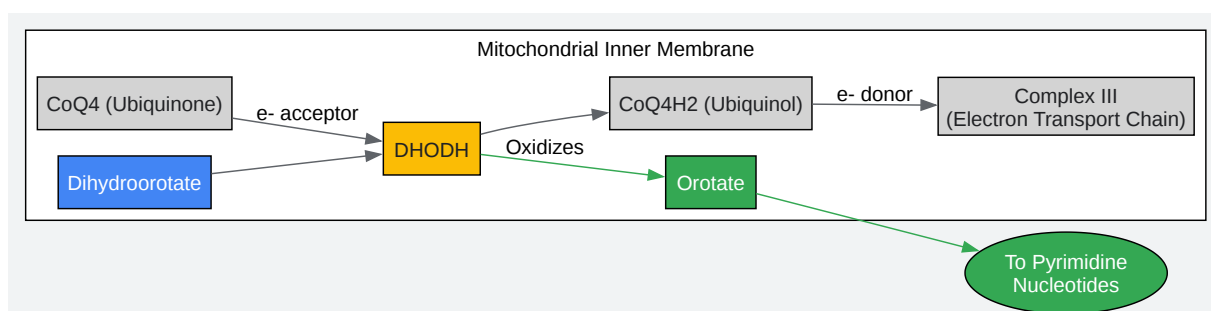 Mitochondrial Inner Membrane
CoQ4 (Ubiquinone)
e- acceptor
DHODH
CoQ4H2 (Ubiquinol)
e- donor
Complex III
(Electron Transport Chain)
Dihydroorotate
Oxidizes
Orotate
To Pyrimidine
Nucleotides